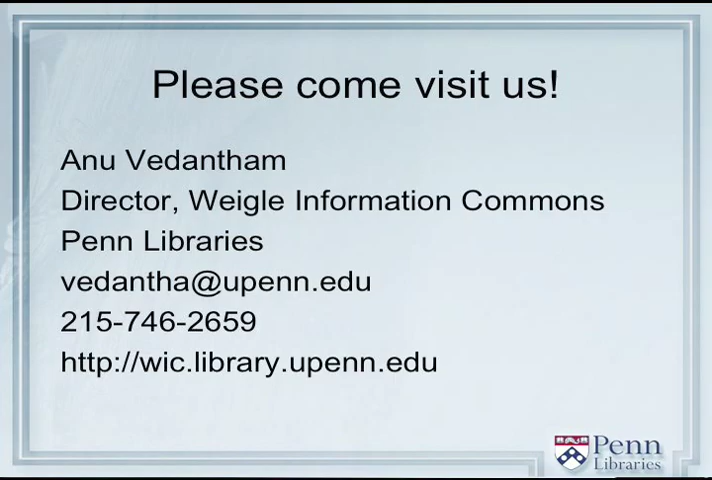 Please come visit us!
Anu Vedantham
Director, Weigle Information Commons
Penn Libraries
vedantha@upenn.edu
215-746-2659
http://wic.library.upenn.edu
Penn
Libraries